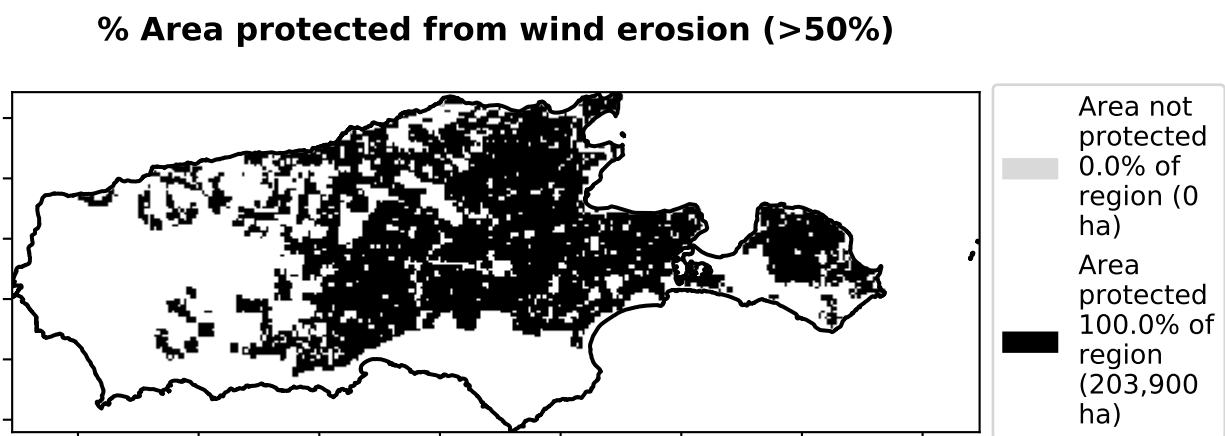 % Area protected from wind erosion (>50%)
Area not
protected
0.0% of
region (0
ha)
Area
protected
100.0% of
region
(203,900
ha)